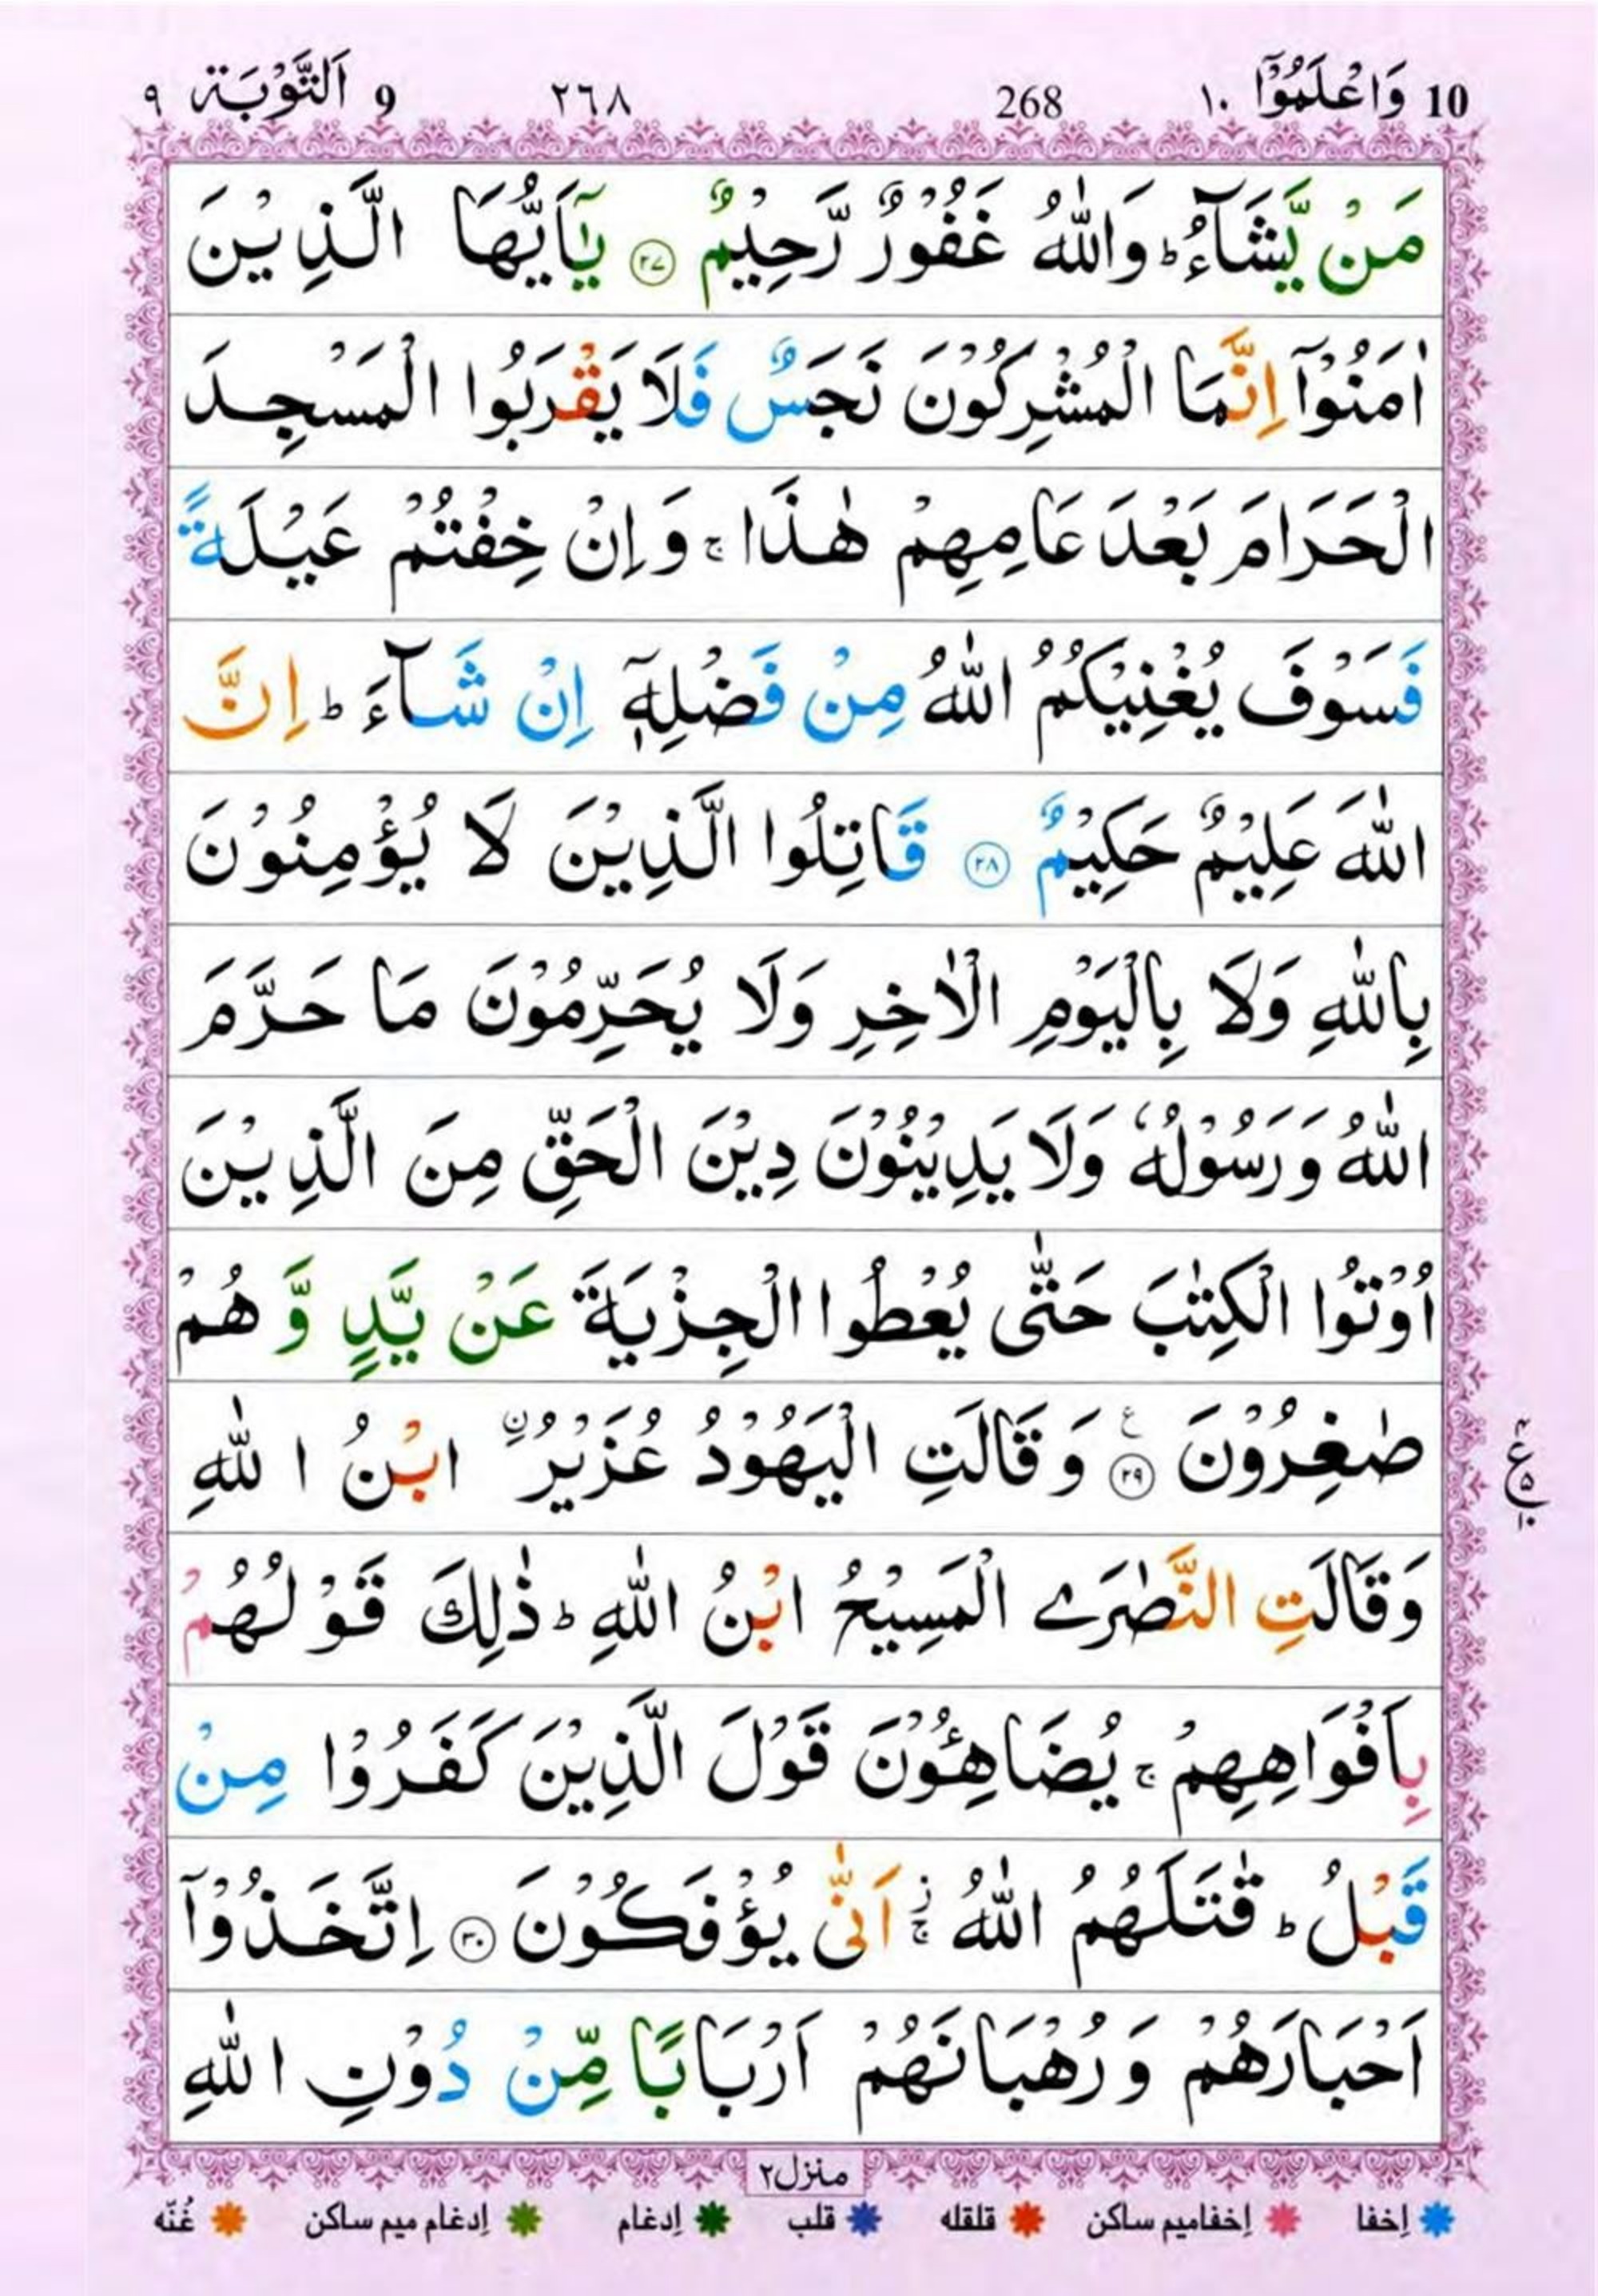 10 وَاعْلَمُوْۤا ١٠ 268 ٢٦٨ 9 اَلتَّوْبَة ٩
مَنْ يَّشَآءُ ؕ وَاللّٰهُ غَفُوْرٌ رَّحِيْمٌ ۝٢٧ يٰۤاَيُّهَا الَّذِيْنَ
اٰمَنُوْۤا اِنَّمَا الْمُشْرِكُوْنَ نَجَسٌ فَلَا يَقْرَبُوا الْمَسْجِدَ
الْحَرَامَ بَعْدَ عَامِهِمْ هٰذَا ۚ وَاِنْ خِفْتُمْ عَيْلَةً
فَسَوْفَ يُغْنِيْكُمُ اللّٰهُ مِنْ فَضْلِهٖۤ اِنْ شَآءَ ؕ اِنَّ
اللّٰهَ عَلِيْمٌ حَكِيْمٌ ۝٢٨ قَاتِلُوا الَّذِيْنَ لَا يُؤْمِنُوْنَ
بِاللّٰهِ وَلَا بِالْيَوْمِ الْاٰخِرِ وَلَا يُحَرِّمُوْنَ مَا حَرَّمَ
اللّٰهُ وَرَسُوْلُهٗ وَلَا يَدِيْنُوْنَ دِيْنَ الْحَقِّ مِنَ الَّذِيْنَ
اُوْتُوا الْكِتٰبَ حَتّٰى يُعْطُوا الْجِزْيَةَ عَنْ يَّدٍ وَّ هُمْ
صٰغِرُوْنَ ۝٢٩ ع وَقَالَتِ الْيَهُوْدُ عُزَيْرُ ۨ ابْنُ اللّٰهِ
٤ ع ٥ ١٠
وَقَالَتِ النَّصٰرَى الْمَسِيْحُ ابْنُ اللّٰهِ ؕ ذٰلِكَ قَوْلُهُمْ
بِاَفْوَاهِهِمْ ۚ يُضَاهِـُٔوْنَ قَوْلَ الَّذِيْنَ كَفَرُوْا مِنْ
قَبْلُ ؕ قٰتَلَهُمُ اللّٰهُ ۚز اَنّٰى يُؤْفَكُوْنَ ۝٣٠ اِتَّخَذُوْۤا
اَحْبَارَهُمْ وَرُهْبَانَهُمْ اَرْبَابًا مِّنْ دُوْنِ اللّٰهِ
منزل٢
اِخفا اِخفامیم ساکن قلقله قلب اِدغام اِدغام میم ساکن غُنّه